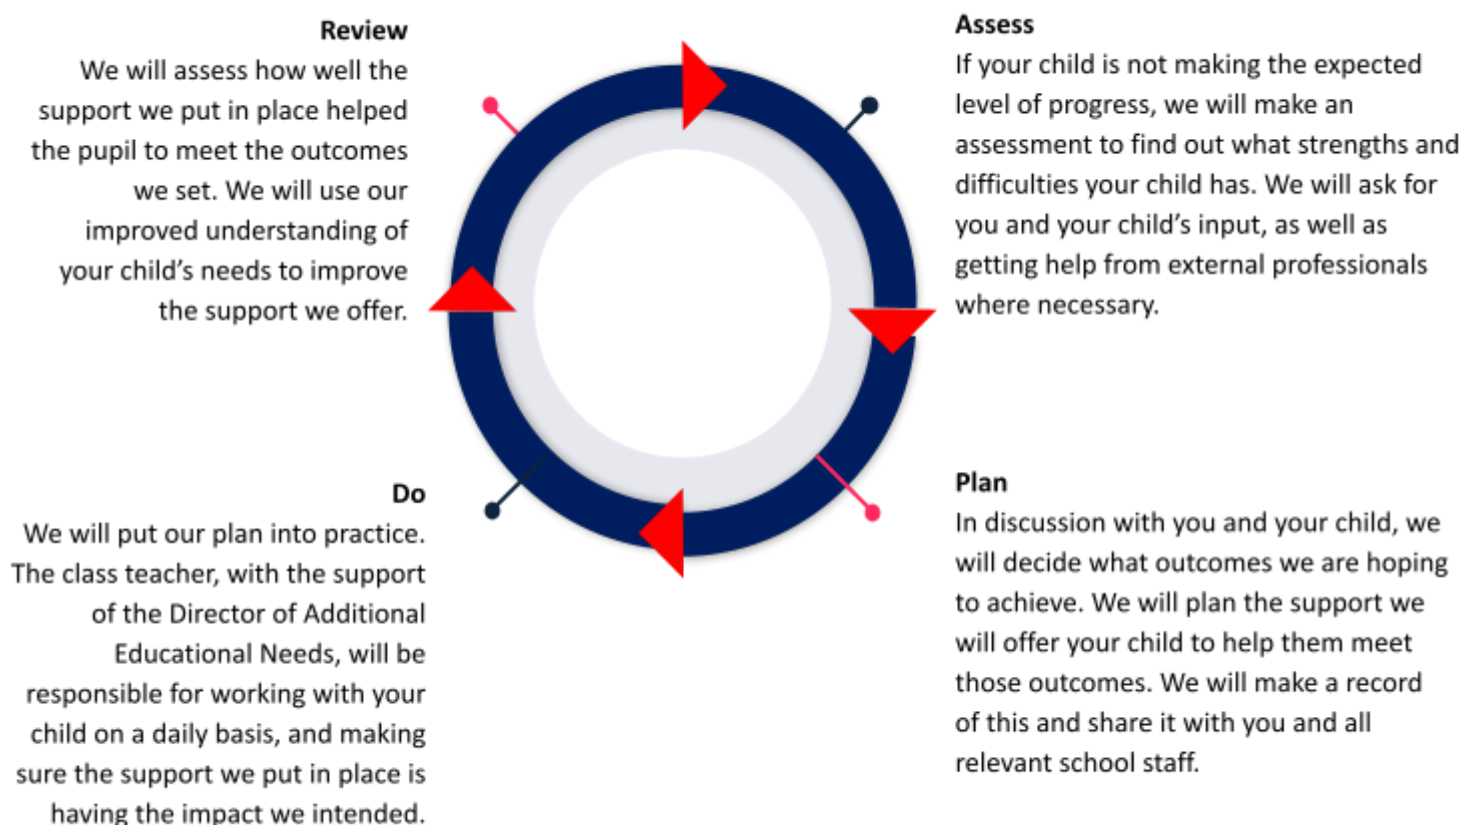 Review
We will assess how well the
support we put in place helped
the pupil to meet the outcomes
we set. We will use our
improved understanding of
your child's needs to improve
the support we offer.
Assess
If your child is not making the expected
level of progress, we will make an
assessment to find out what strengths and
difficulties your child has. We will ask for
you and your child's input, as well as
getting help from external professionals
where necessary.
Do
We will put our plan into practice.
The class teacher, with the support
of the Director of Additional
Educational Needs, will be
responsible for working with your
child on a daily basis, and making
sure the support we put in place is
having the impact we intended.
Plan
In discussion with you and your child, we
will decide what outcomes we are hoping
to achieve. We will plan the support we
will offer your child to help them meet
those outcomes. We will make a record
of this and share it with you and all
relevant school staff.